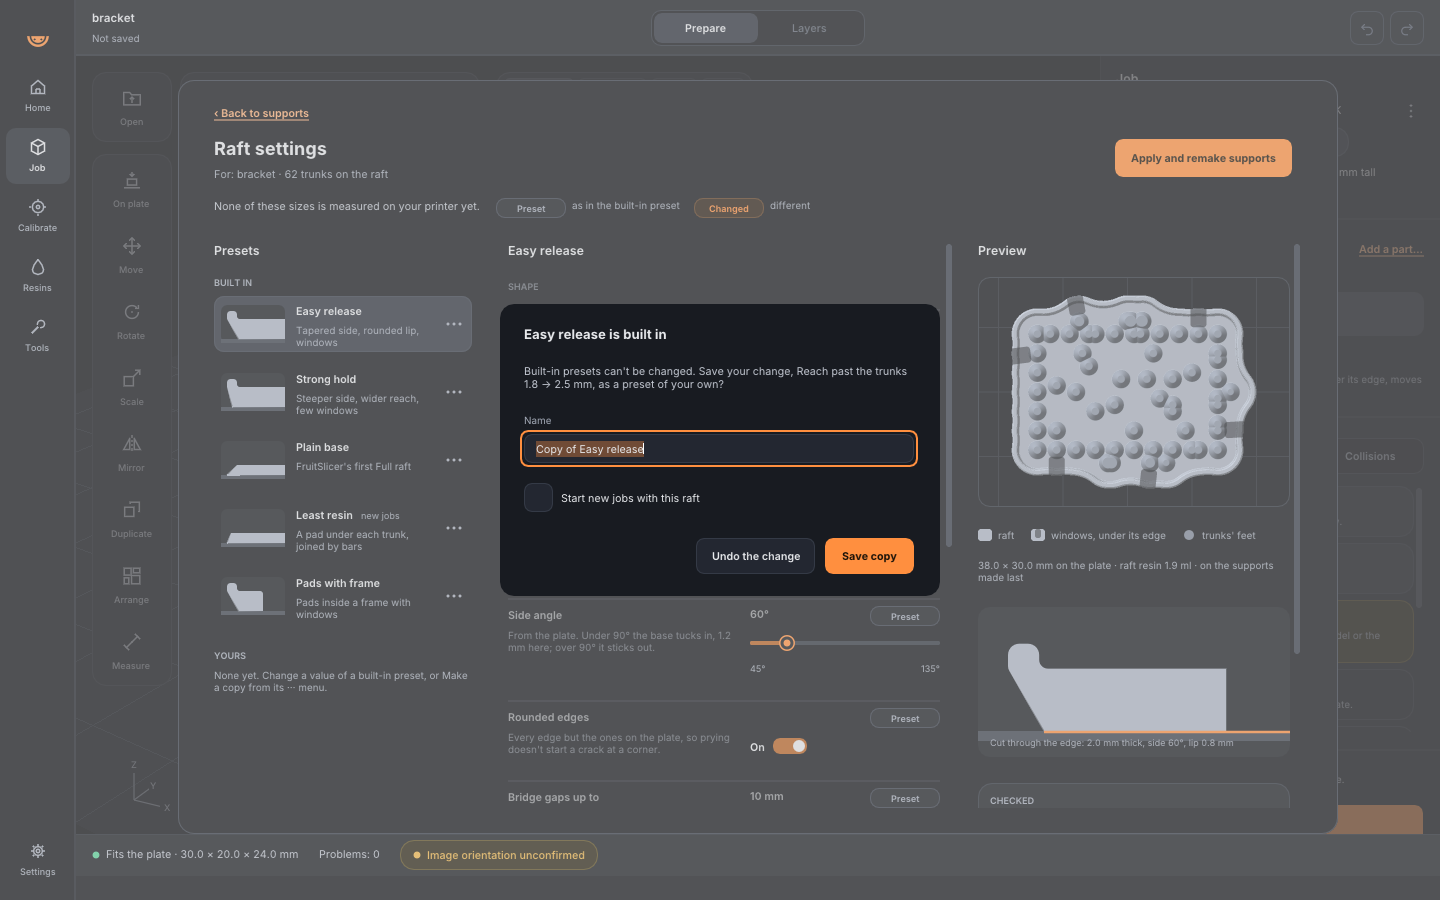 bracket
Not saved
Prepare
Layers
Home
Job
Calibrate
Resins
Tools
Settings
Open
On plate
Move
Rotate
Scale
Mirror
Duplicate
Arrange
Measure
Z
Y
X
‹ Back to supports
Raft settings
For: bracket · 62 trunks on the raft
Apply and remake supports
None of these sizes is measured on your printer yet.
Preset
as in the built-in preset
Changed
different
Presets
BUILT IN
Easy release
Tapered side, rounded lip,
windows
Strong hold
Steeper side, wider reach,
few windows
Plain base
FruitSlicer's first Full raft
Least resin new jobs
A pad under each trunk,
joined by bars
Pads with frame
Pads inside a frame with
windows
YOURS
None yet. Change a value of a built-in preset, or Make
a copy from its ··· menu.
Easy release
SHAPE
Easy release is built in
Built-in presets can't be changed. Save your change, Reach past the trunks
1.8 → 2.5 mm, as a preset of your own?
Name
Copy of Easy release
Start new jobs with this raft
Undo the change
Save copy
Side angle
60°
Preset
From the plate. Under 90° the base tucks in, 1.2
mm here; over 90° it sticks out.
45°
135°
Rounded edges
Preset
Every edge but the ones on the plate, so prying
doesn't start a crack at a corner.
On
Bridge gaps up to
10 mm
Preset
Preview
raft
windows, under its edge
trunks' feet
38.0 × 30.0 mm on the plate · raft resin 1.9 ml · on the supports
made last
Cut through the edge: 2.0 mm thick, side 60°, lip 0.8 mm
CHECKED
Job
mm tall
Add a part...
er its edge, moves
Collisions
del or the
ate.
e.
Fits the plate · 30.0 × 20.0 × 24.0 mm
Problems: 0
Image orientation unconfirmed